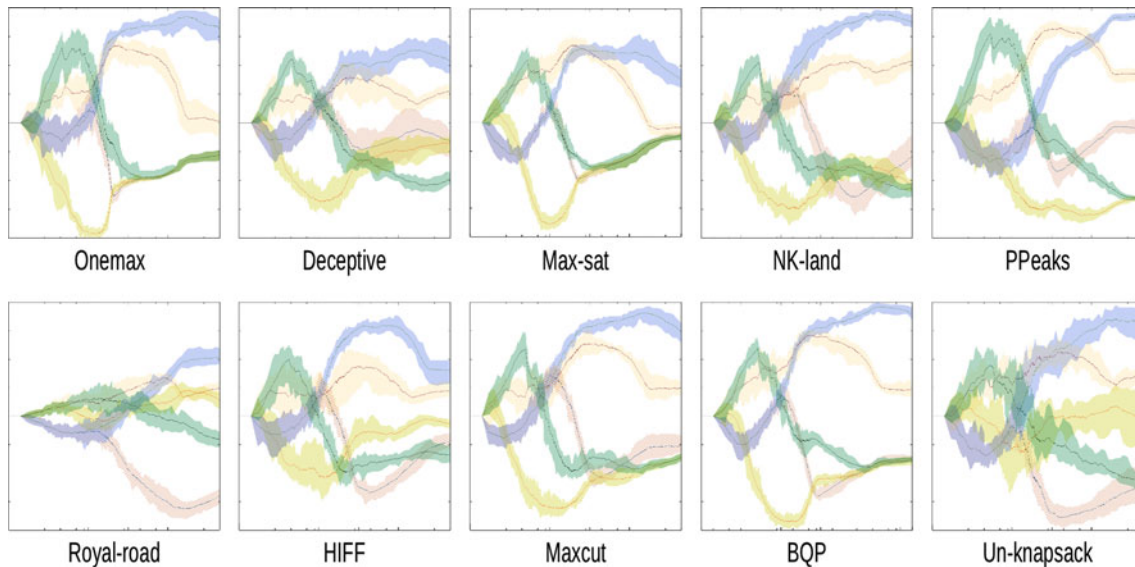 Onemax
Deceptive
Max-sat
NK-land
PPeaks
Royal-road
HIFF
Maxcut
BQP
Un-knapsack